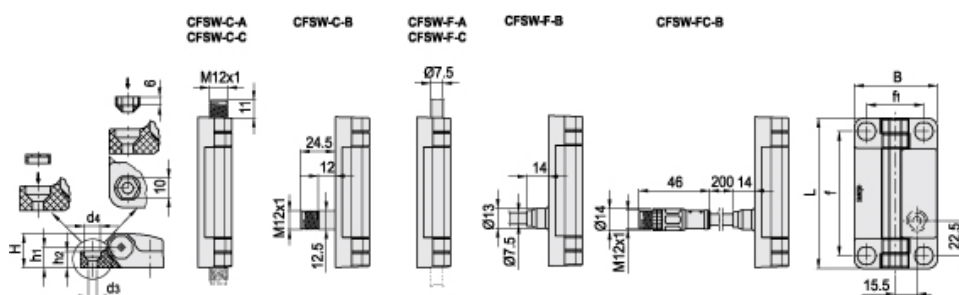 CFSW-C-A
CFSW-C-C
CFSW-C-B
CFSW-F-A
CFSW-F-C
CFSW-F-B
CFSW-FC-B
6
10
d4
H
h1
h2
d3
M12x1
11
24.5
12
M12x1
12.5
Ø7.5
14
Ø13
Ø7.5
46
200
14
Ø14
M12x1
B
f1
L
f
22.5
15.5